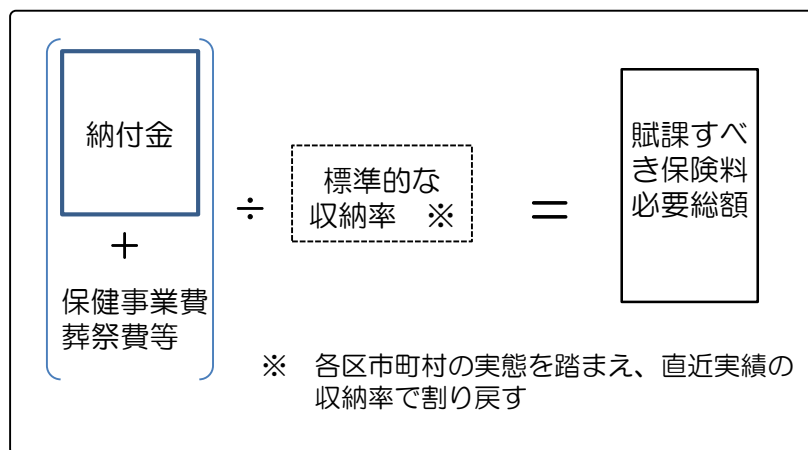 納付金
＋
保健事業費
葬祭費等
÷
標準的な
収納率　※
＝
賦課すべ
き保険料
必要総額
※　各区市町村の実態を踏まえ、直近実績の
収納率で割り戻す